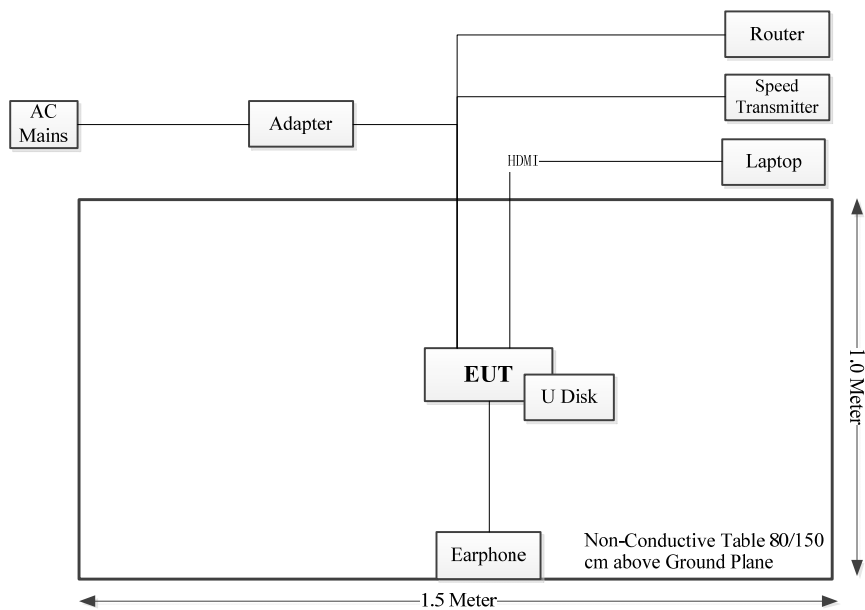 Router
Speed
Transmitter
AC
Mains
Adapter
HDMI
Laptop
EUT
U Disk
1.0 Meter
Earphone
Non-Conductive Table 80/150
cm above Ground Plane
1.5 Meter